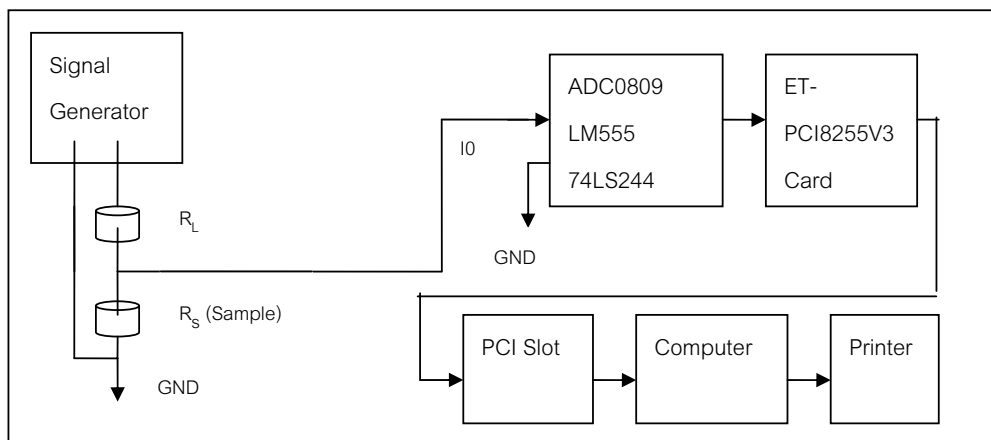 Signal
Generator
ADC0809
LM555
74LS244
ET-
PCI8255V3
Card
I0
R_L
GND
R_S (Sample)
PCI Slot
Computer
Printer
GND